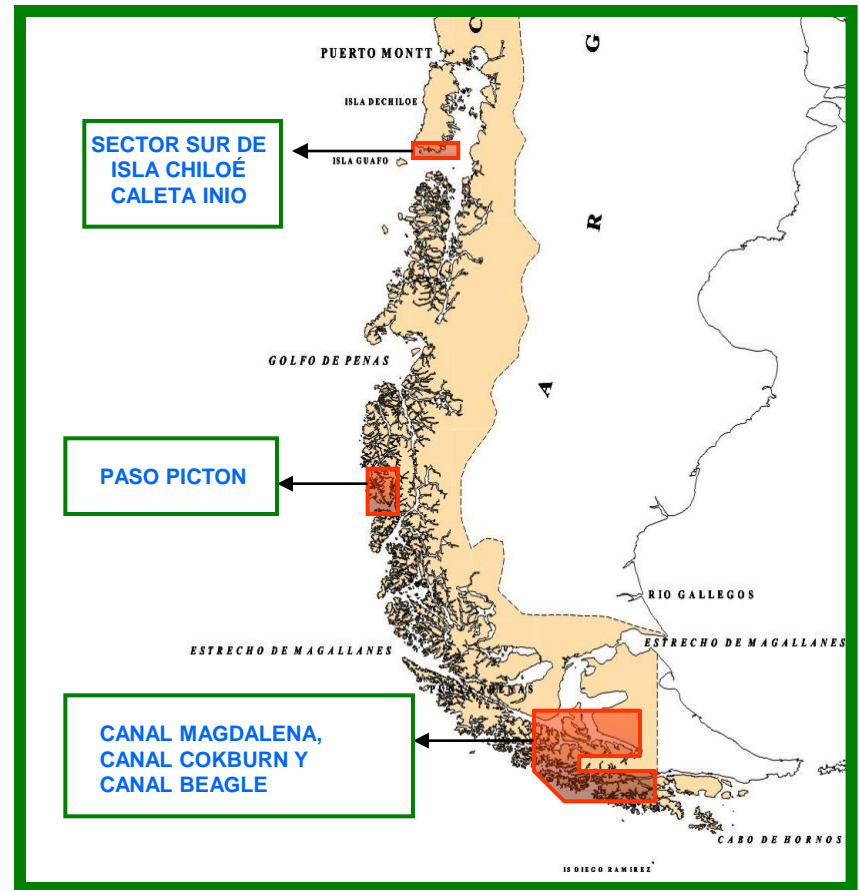 C
G
PUERTO MONTT
ISLA DECHILOE
SECTOR SUR DE
ISLA CHILOÉ
CALETA INIO
ISLA GUAFO
R
GOLFO DE PENAS
A
PASO PICTON
RIO GALLEGOS
ESTRECHO DE MAGALLANES
ESTRECHO DE MAGALLANES
PUNTA ARENAS
CANAL MAGDALENA,
CANAL COKBURN Y
CANAL BEAGLE
CABO DE HORNOS
IS DIEGO RAMIREZ